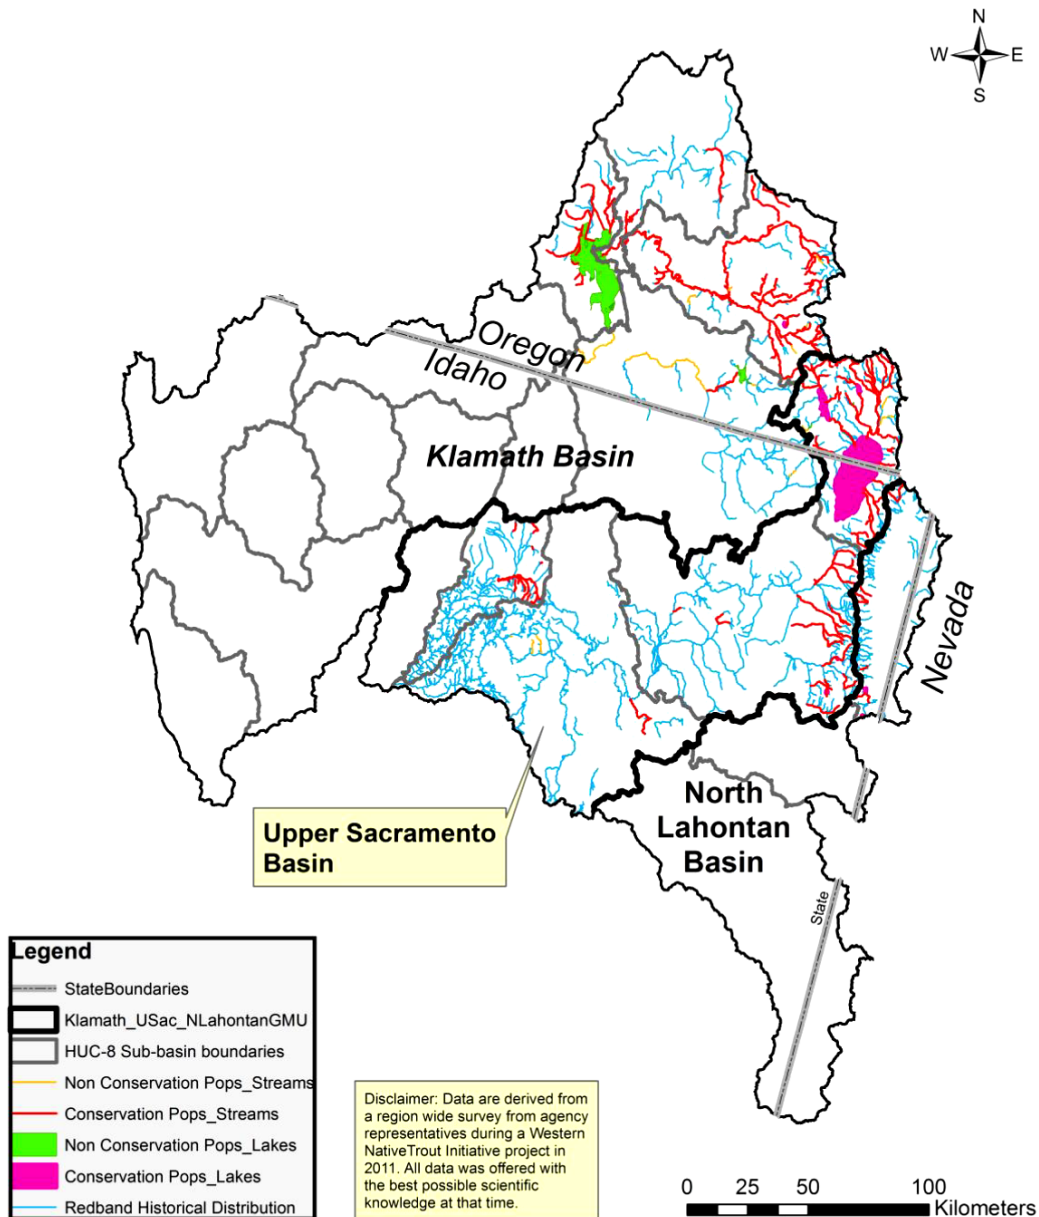 N
W E
S
Oregon
Idaho
Klamath Basin
Nevada
Upper Sacramento
Basin
North
Lahontan
Basin
State
Legend
StateBoundaries
Klamath_USac_NLahontanGMU
HUC-8 Sub-basin boundaries
Non Conservation Pops_Streams
Conservation Pops_Streams
Non Conservation Pops_Lakes
Conservation Pops_Lakes
Redband Historical Distribution
Disclaimer: Data are derived from
a region wide survey from agency
representatives during a Western
NativeTrout Initiative project in
2011. All data was offered with
the best possible scientific
knowledge at that time.
0 25 50 100
Kilometers